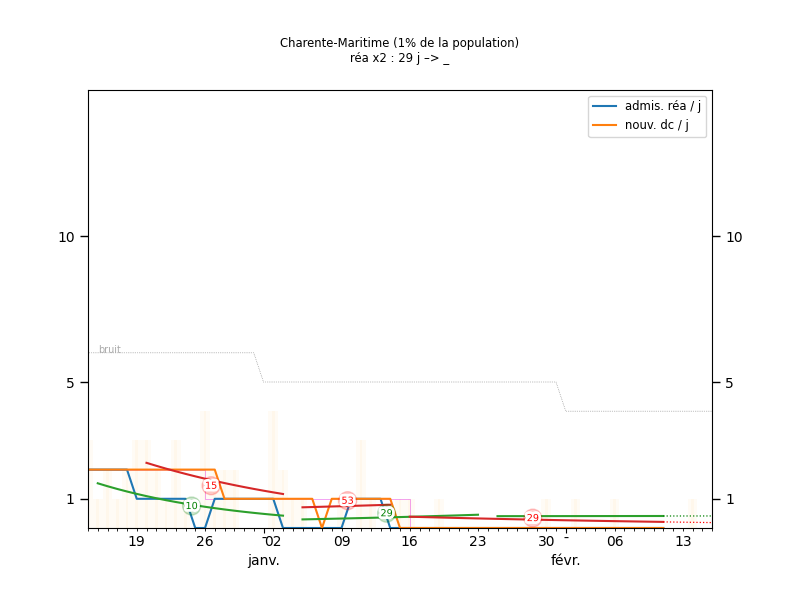 Charente-Maritime (1% de la population)
réa x2 : 29 j –> _
admis. réa / j
nouv. dc / j
10 10
bruit
5 5
15
53
10
29
29
1 1
19 26 02 09 16 23 30 06 13
janv. févr.